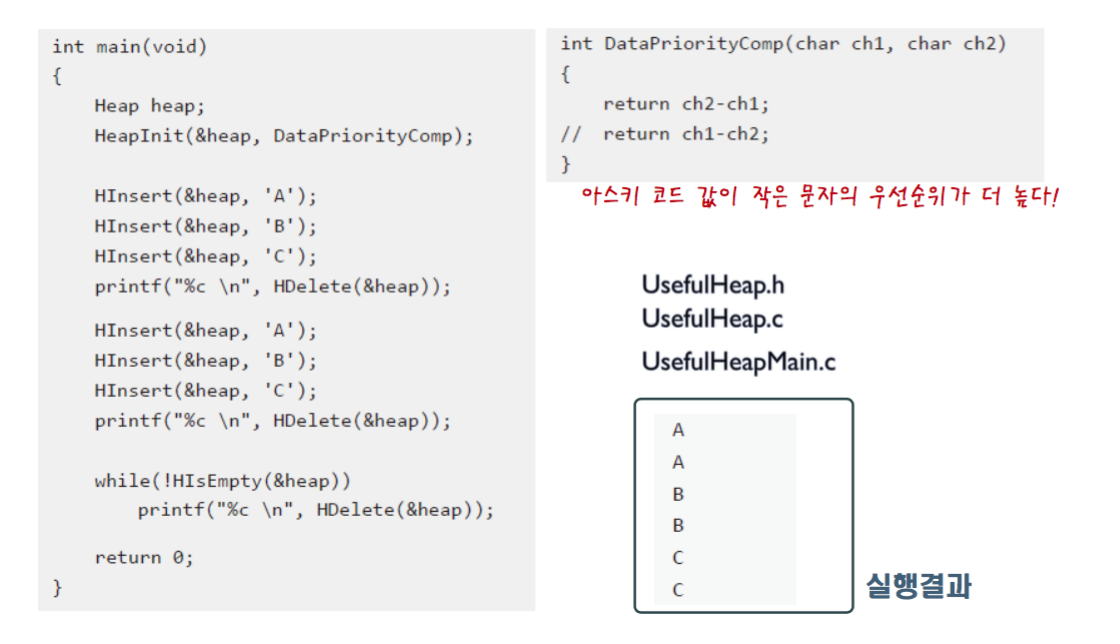 int main(void)
{
    Heap heap;
    HeapInit(&heap, DataPriorityComp);
    HInsert(&heap, 'A');
    HInsert(&heap, 'B');
    HInsert(&heap, 'C');
    printf("%c \n", HDelete(&heap));
    HInsert(&heap, 'A');
    HInsert(&heap, 'B');
    HInsert(&heap, 'C');
    printf("%c \n", HDelete(&heap));
    while(!HIsEmpty(&heap))
        printf("%c \n", HDelete(&heap));
    return 0;
}
int DataPriorityComp(char ch1, char ch2)
{
    return ch2-ch1;
//  return ch1-ch2;
}
아스키 코드 값이 작은 문자의 우선순위가 더 높다!
UsefulHeap.h
UsefulHeap.c
UsefulHeapMain.c
A
A
B
B
C
C
실행결과